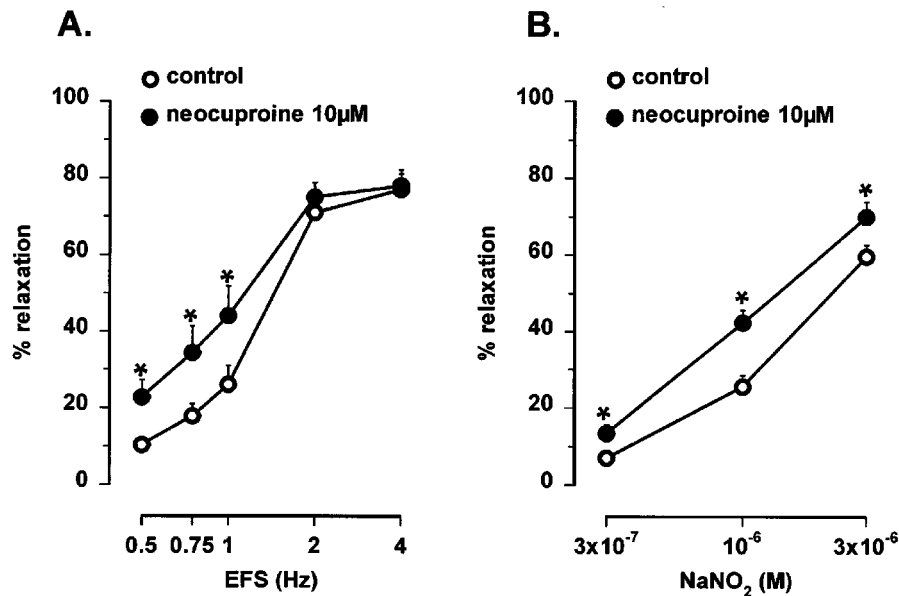 A.
control
neocuproine 10µM
100
80
60
40
20
0
% relaxation
*
*
*
0.5 0.75 1 2 4
EFS (Hz)
B.
control
neocuproine 10µM
100
80
60
40
20
0
% relaxation
*
*
*
3x10⁻⁷ 10⁻⁶ 3x10⁻⁶
NaNO₂ (M)